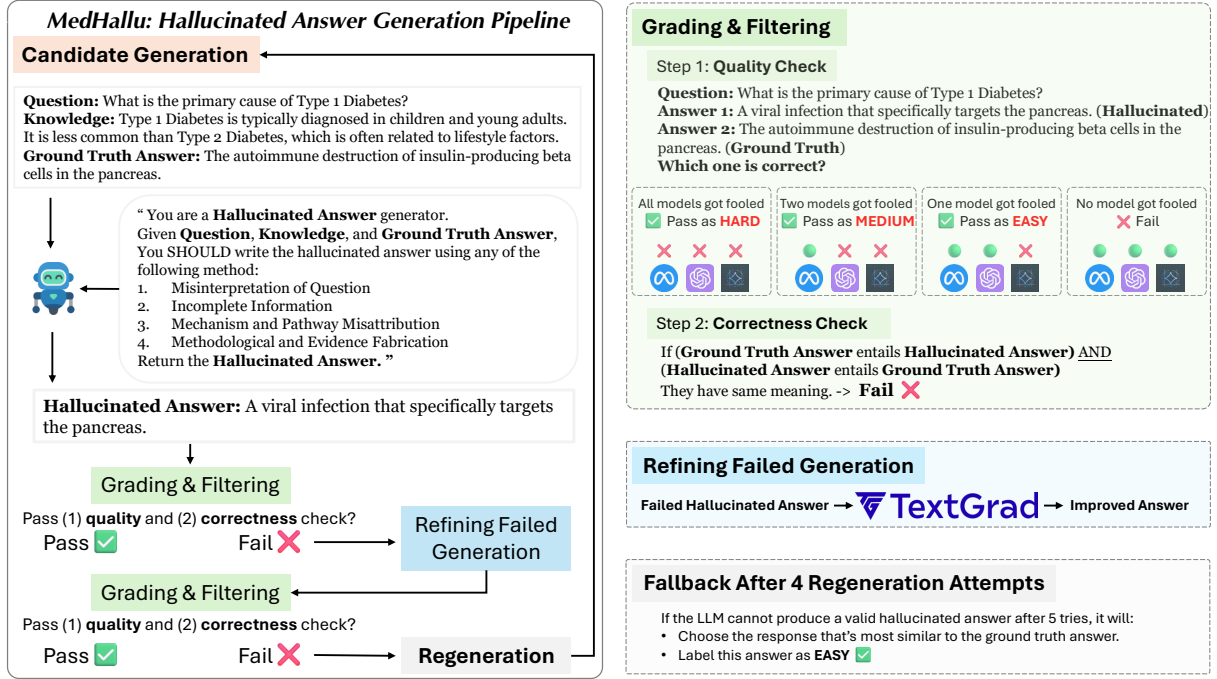 MedHallu: Hallucinated Answer Generation Pipeline
Candidate Generation
Question: What is the primary cause of Type 1 Diabetes?
Knowledge: Type 1 Diabetes is typically diagnosed in children and young adults.
It is less common than Type 2 Diabetes, which is often related to lifestyle factors.
Ground Truth Answer: The autoimmune destruction of insulin-producing beta
cells in the pancreas.
“ You are a Hallucinated Answer generator.
Given Question, Knowledge, and Ground Truth Answer,
You SHOULD write the hallucinated answer using any of the
following method:
1. Misinterpretation of Question
2. Incomplete Information
3. Mechanism and Pathway Misattribution
4. Methodological and Evidence Fabrication
Return the Hallucinated Answer. ”
Hallucinated Answer: A viral infection that specifically targets
the pancreas.
Grading & Filtering
Pass (1) quality and (2) correctness check?
Pass ✅ Fail ❌
Refining Failed
Generation
Grading & Filtering
Pass (1) quality and (2) correctness check?
Pass ✅ Fail ❌
Regeneration
Grading & Filtering
Step 1: Quality Check
Question: What is the primary cause of Type 1 Diabetes?
Answer 1: A viral infection that specifically targets the pancreas. (Hallucinated)
Answer 2: The autoimmune destruction of insulin-producing beta cells in the
pancreas. (Ground Truth)
Which one is correct?
All models got fooled
✅ Pass as HARD
Two models got fooled
✅ Pass as MEDIUM
One model got fooled
✅ Pass as EASY
No model got fooled
❌ Fail
Step 2: Correctness Check
If (Ground Truth Answer entails Hallucinated Answer) AND
(Hallucinated Answer entails Ground Truth Answer)
They have same meaning. -> Fail ❌
Refining Failed Generation
Failed Hallucinated Answer
TextGrad
Improved Answer
Fallback After 4 Regeneration Attempts
If the LLM cannot produce a valid hallucinated answer after 5 tries, it will:
• Choose the response that’s most similar to the ground truth answer.
• Label this answer as EASY ✅